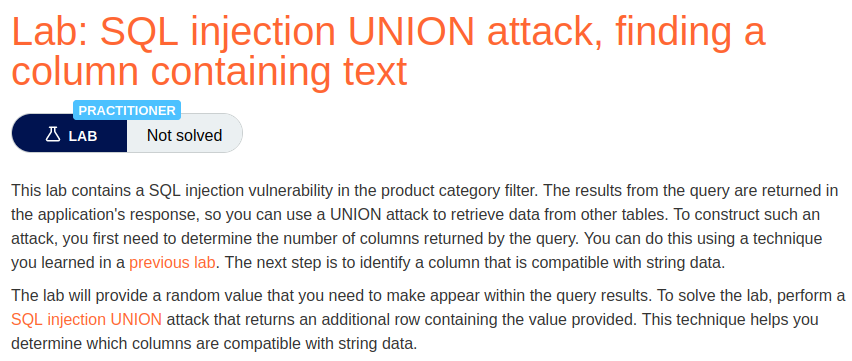 Lab: SQL injection UNION attack, finding a
column containing text
PRACTITIONER
LAB Not solved
This lab contains a SQL injection vulnerability in the product category filter. The results from the query are returned in
the application's response, so you can use a UNION attack to retrieve data from other tables. To construct such an
attack, you first need to determine the number of columns returned by the query. You can do this using a technique
you learned in a previous lab. The next step is to identify a column that is compatible with string data.
The lab will provide a random value that you need to make appear within the query results. To solve the lab, perform a
SQL injection UNION attack that returns an additional row containing the value provided. This technique helps you
determine which columns are compatible with string data.